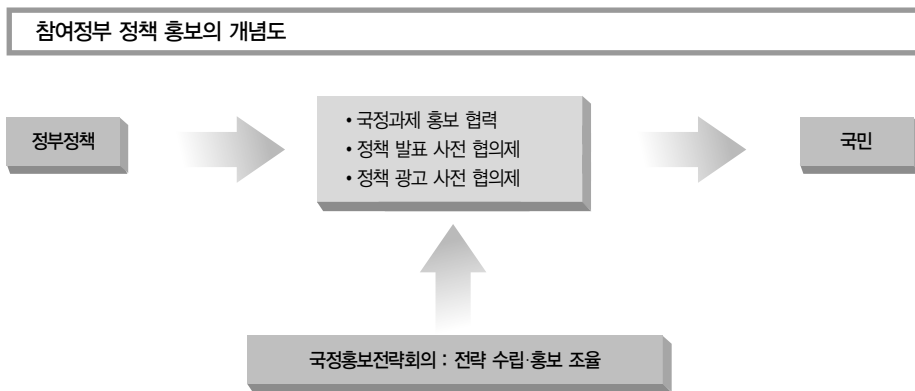 참여정부 정책 홍보의 개념도
정부정책
• 국정과제 홍보 협력
• 정책 발표 사전 협의제
• 정책 광고 사전 협의제
국민
국정홍보전략회의 : 전략 수립·홍보 조율